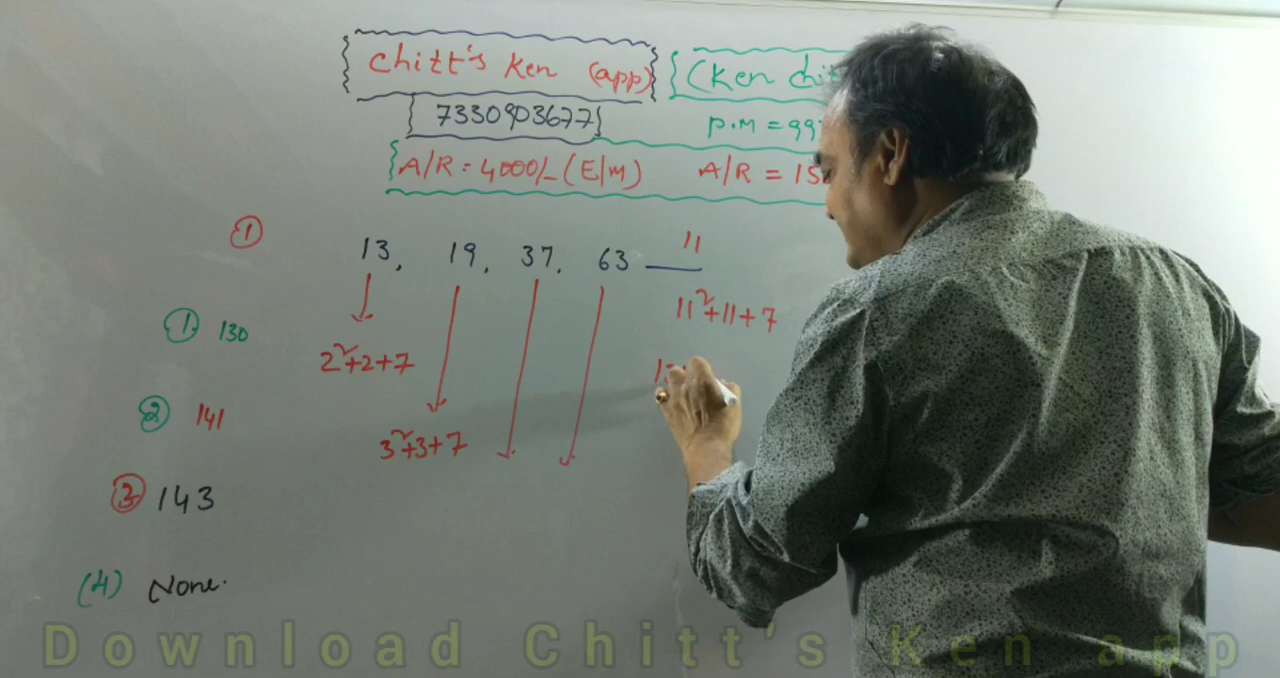 Chitt's Ken (app) (Ken
7330903677 P.M = 99
A/R = 4000/- (E/M) A/R = 15
① 13, 19, 37, 63 __ 11
11²+11+7
① 130
2²+2+7
② 141
3²+3+7
③ 143
(4) None.
Download Chitt's Ken app